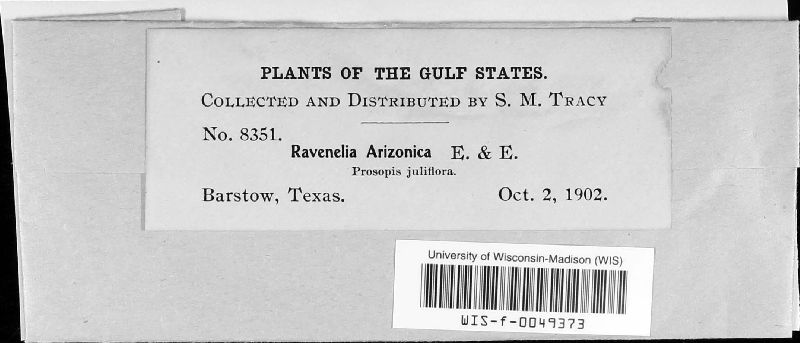 PLANTS OF THE GULF STATES.
COLLECTED AND DISTRIBUTED BY S. M. TRACY
No. 8351.
Ravenelia Arizonica E. & E.
Prosopis juliflora.
Barstow, Texas. Oct. 2, 1902.
University of Wisconsin-Madison (WIS)
WIS-f-0049373